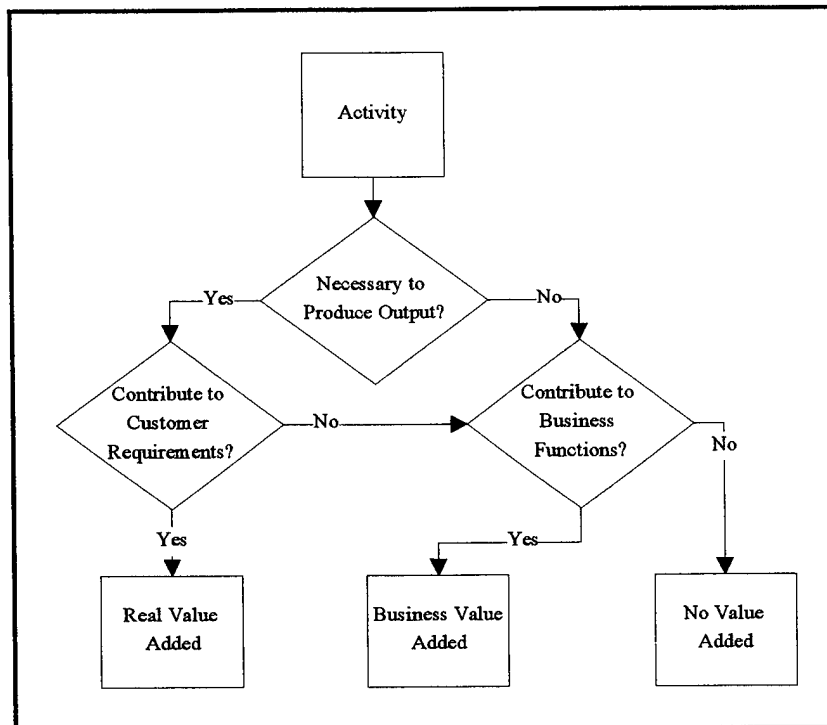 Activity
Necessary to
Produce Output?
Yes
No
Contribute to
Customer
Requirements?
No
Contribute to
Business
Functions?
No
Yes
Yes
Real Value
Added
Business Value
Added
No Value
Added